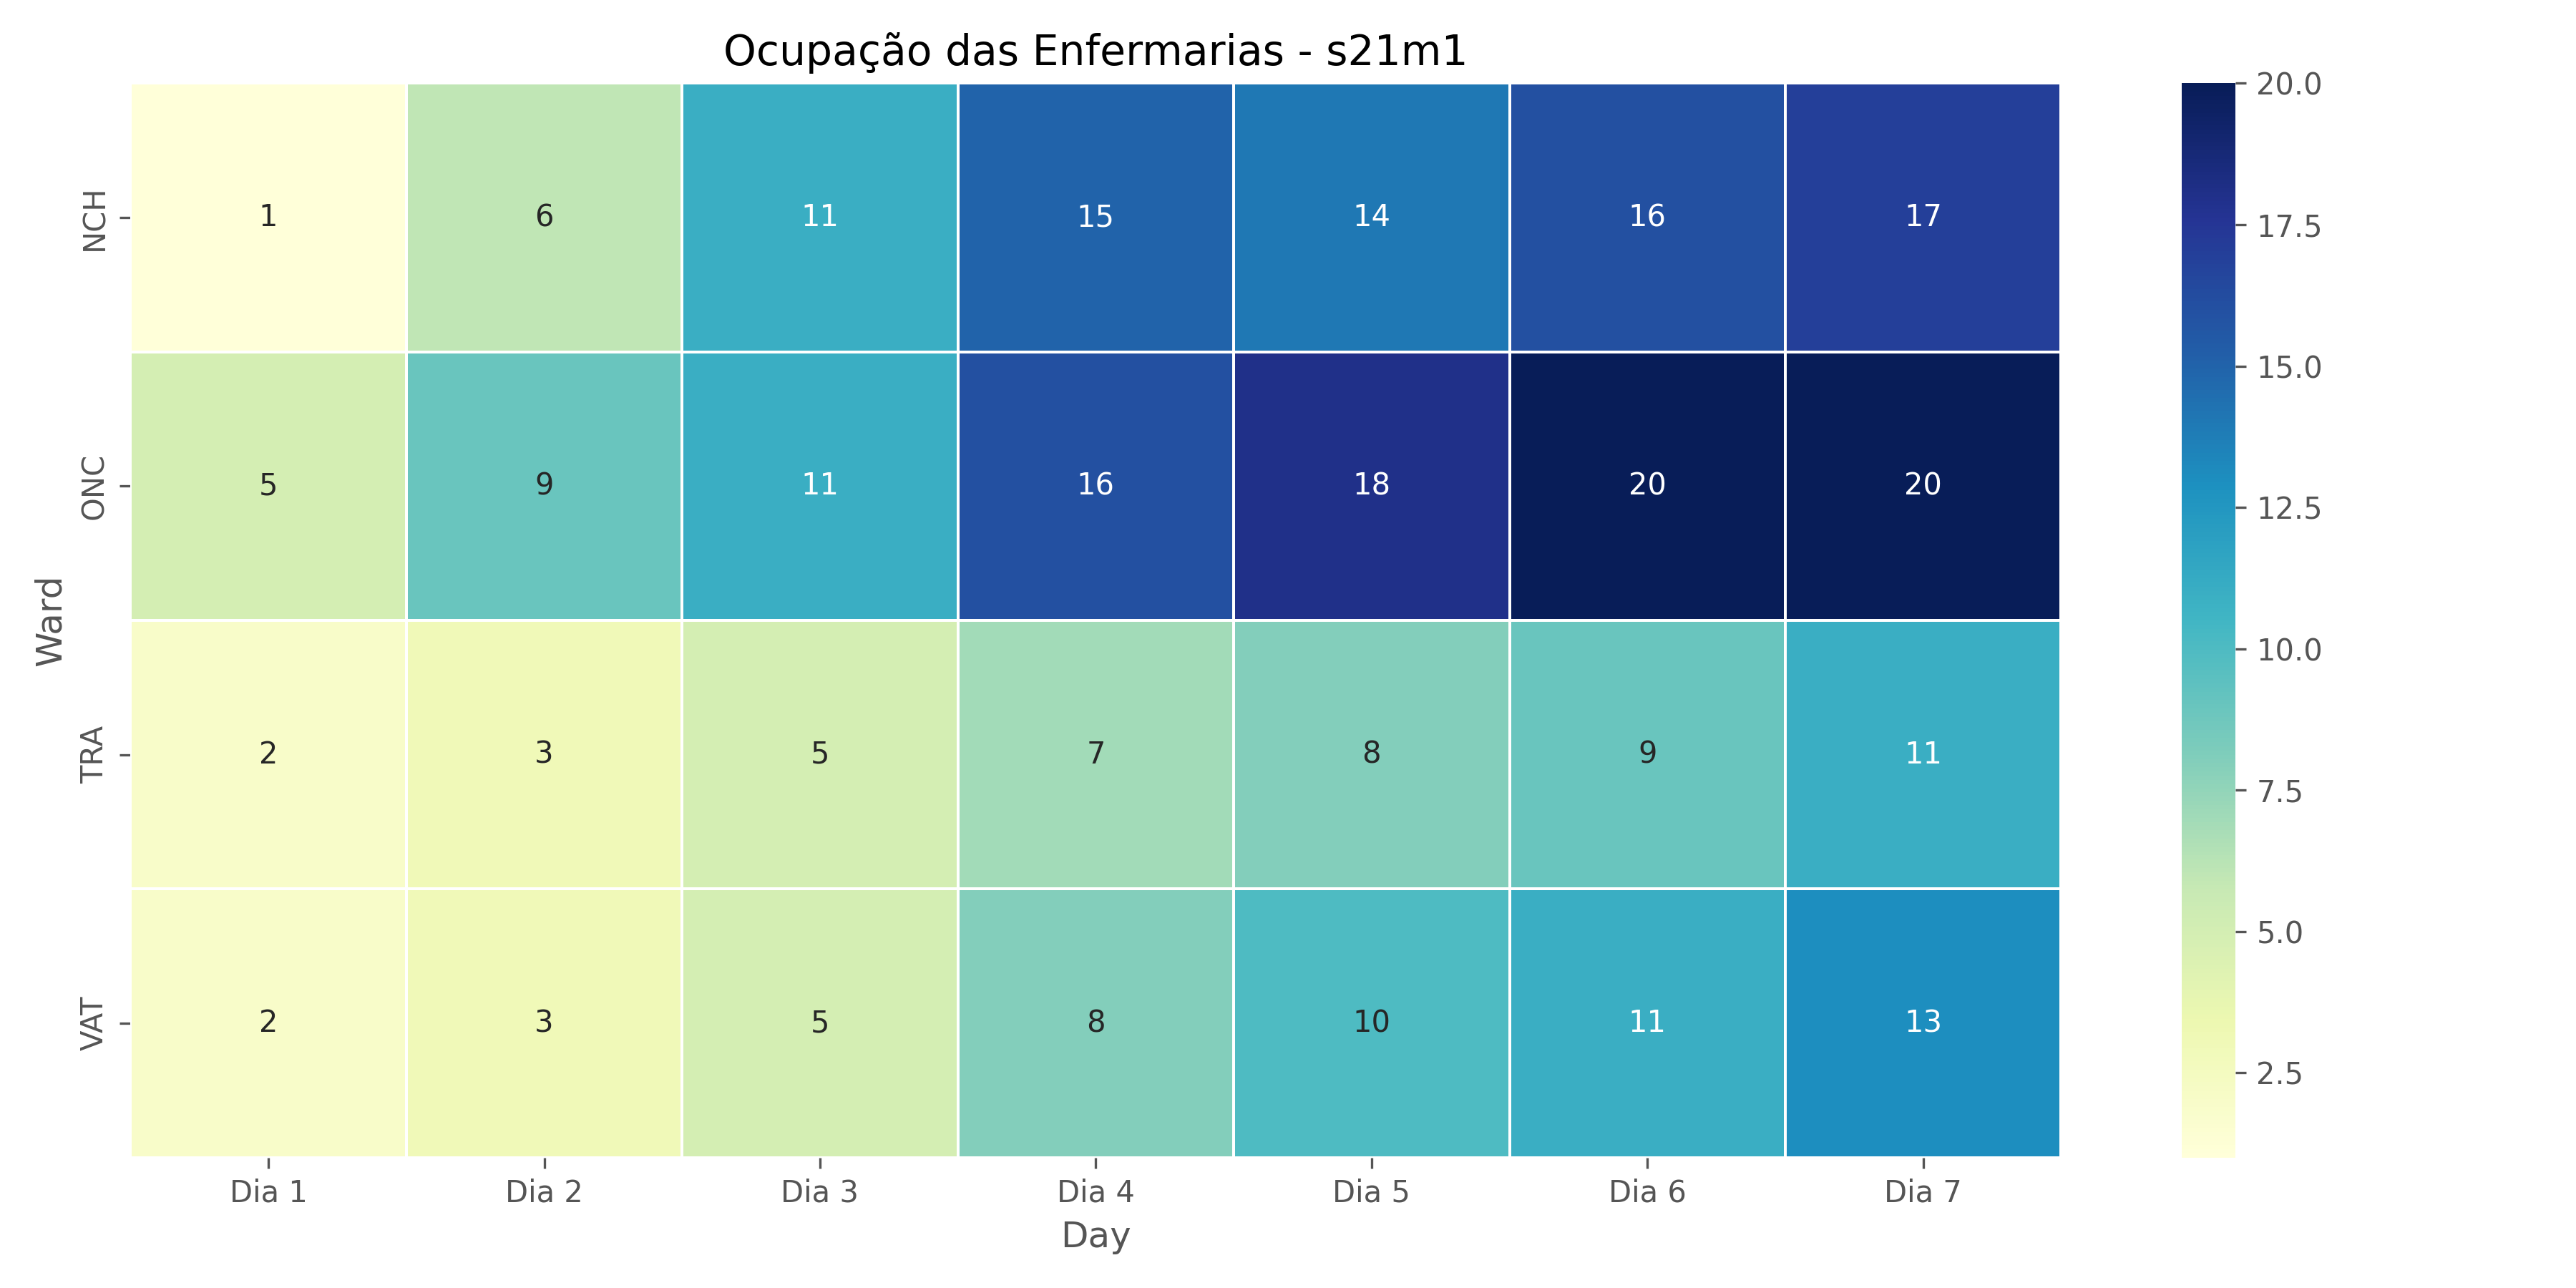 Ocupação das Enfermarias - s21m1
Ward
NCH 1 6 11 15 14 16 17
ONC 5 9 11 16 18 20 20
TRA 2 3 5 7 8 9 11
VAT 2 3 5 8 10 11 13
Dia 1 Dia 2 Dia 3 Dia 4 Dia 5 Dia 6 Dia 7
Day
20.0
17.5
15.0
12.5
10.0
7.5
5.0
2.5